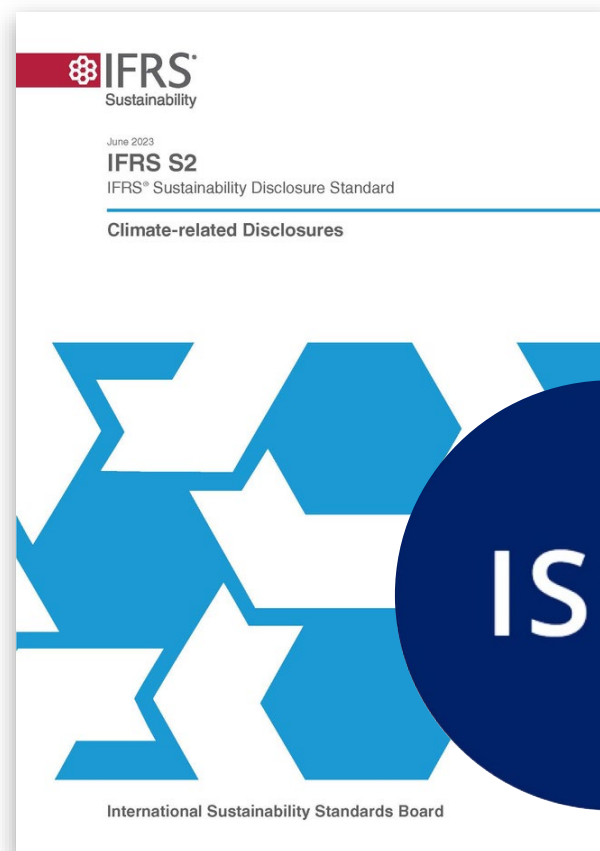 IFRS®
Sustainability
June 2023
IFRS S2
IFRS® Sustainability Disclosure Standard
Climate-related Disclosures
IS
International Sustainability Standards Board